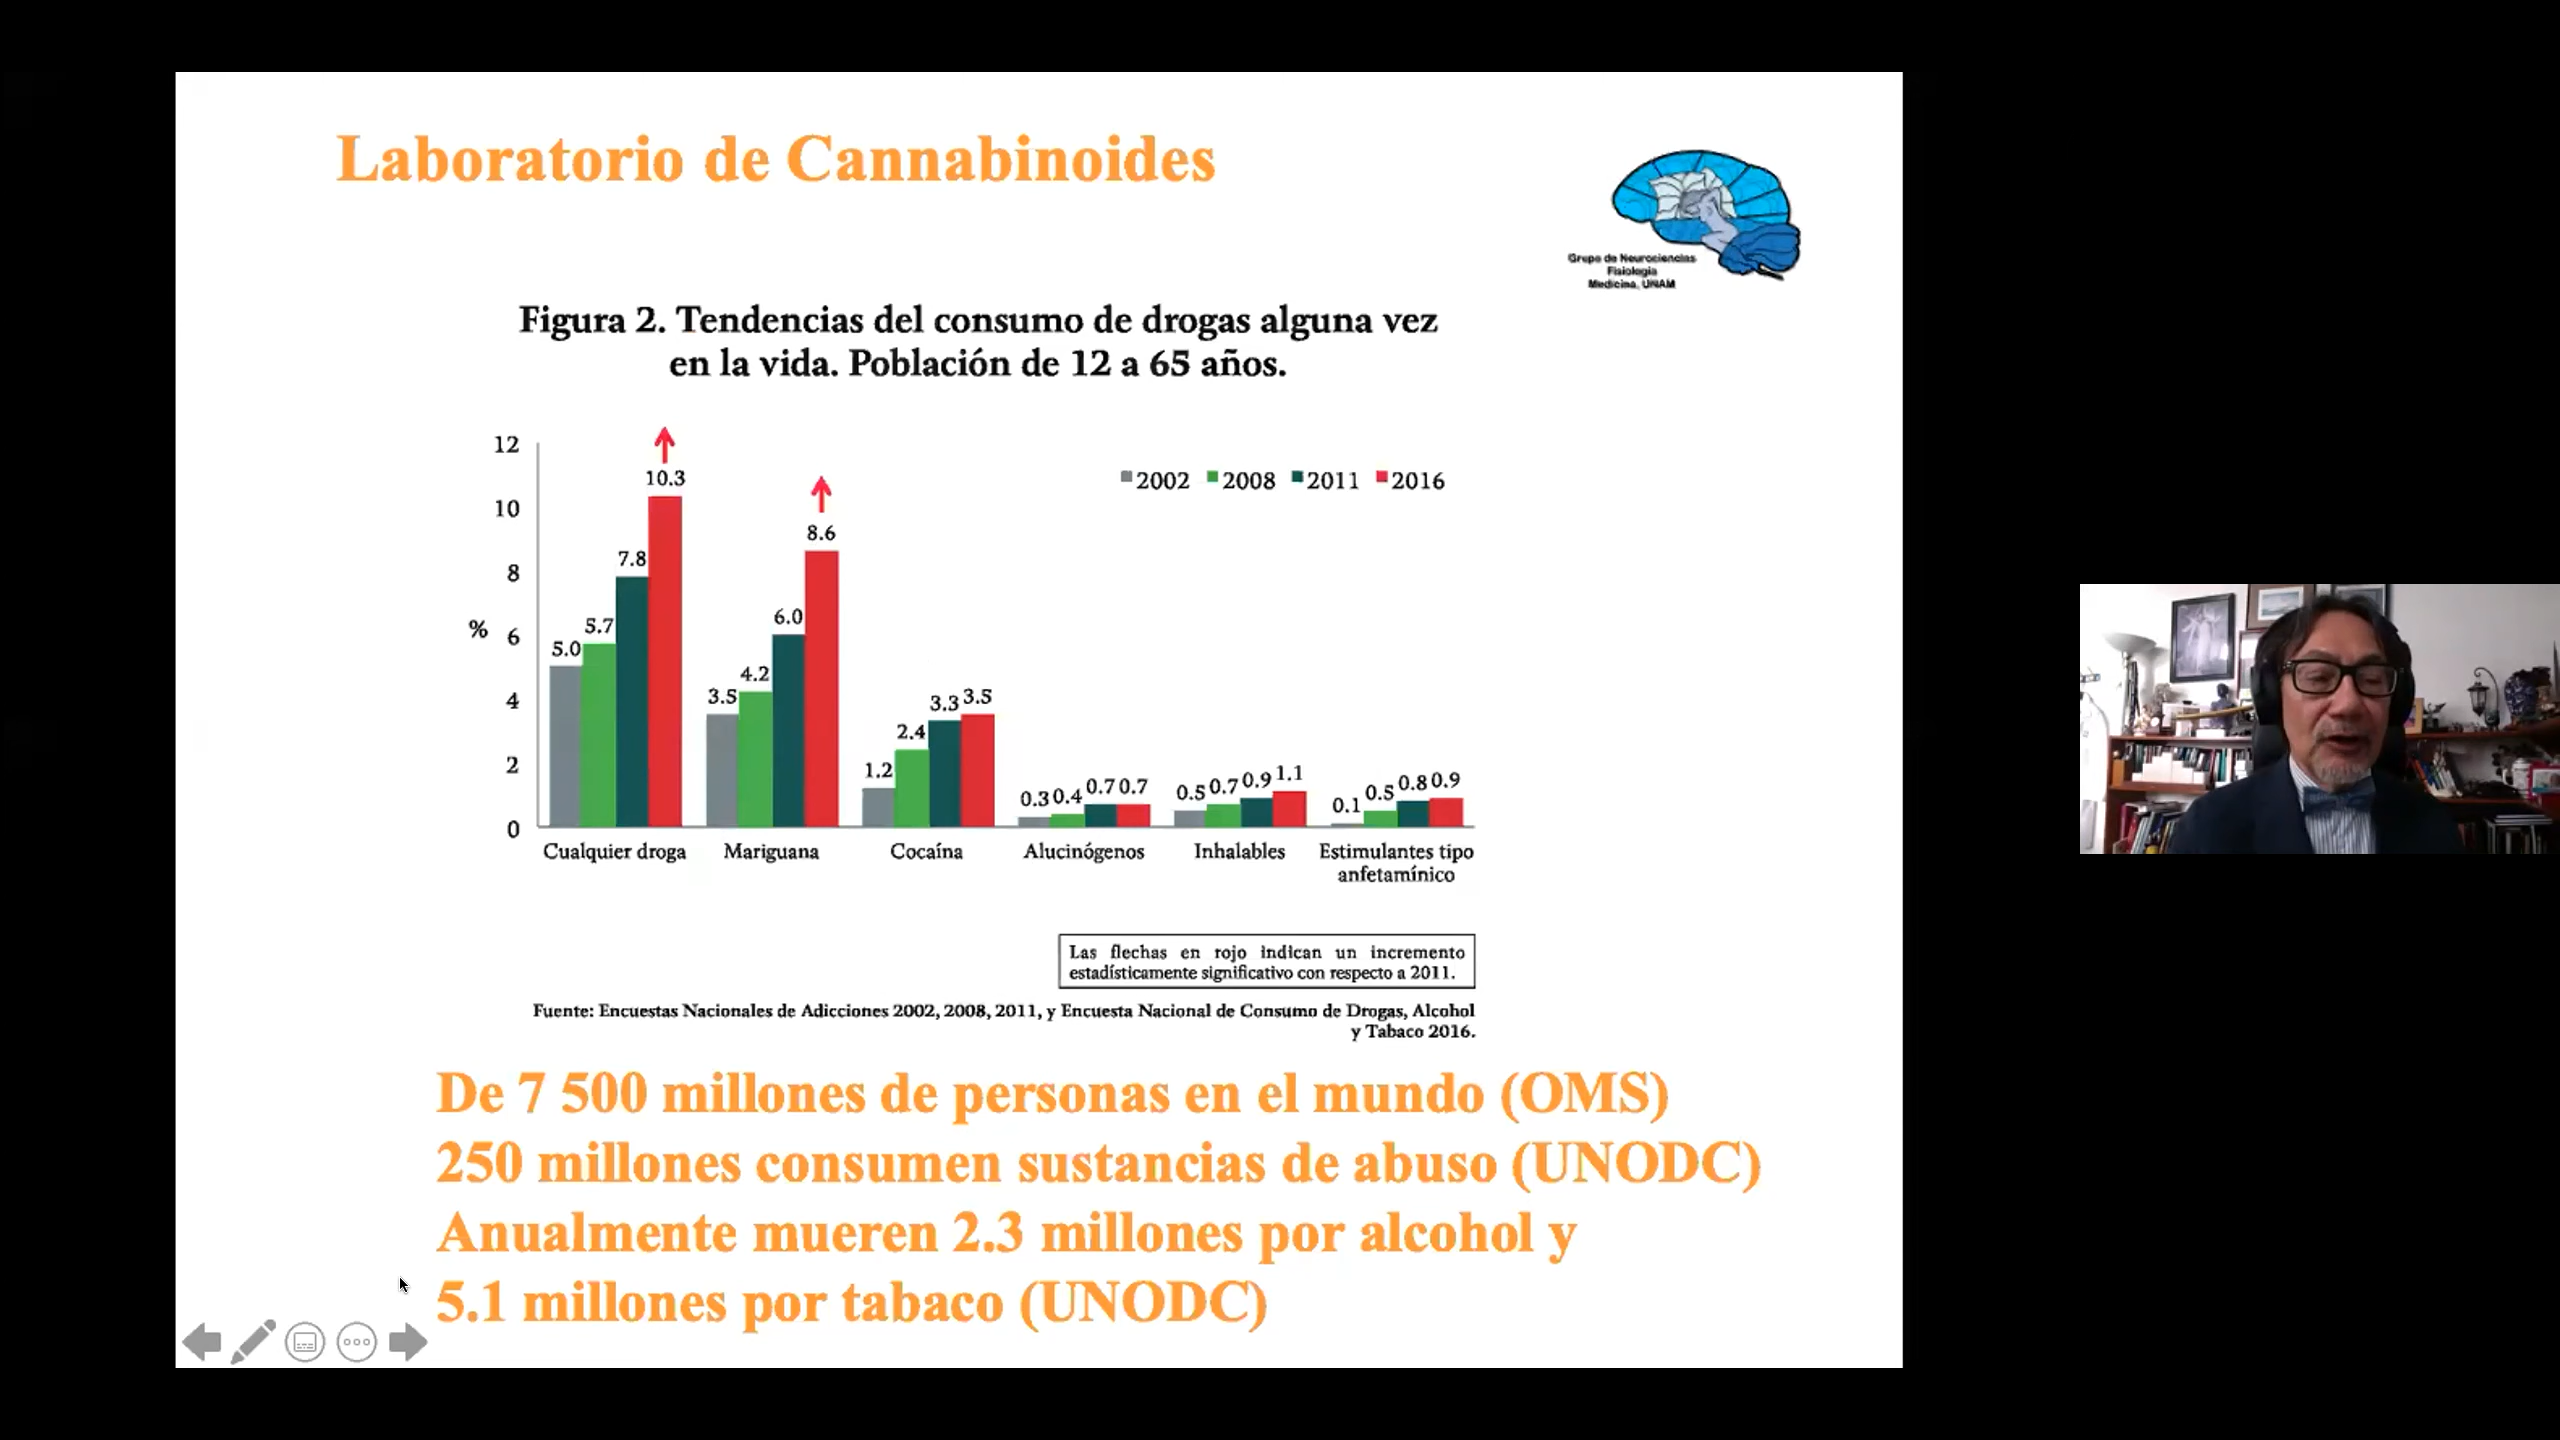 Laboratorio de Cannabinoides
Grupo de Neurociencias
Fisiología
Medicina, UNAM
Figura 2. Tendencias del consumo de drogas alguna vez
en la vida. Población de 12 a 65 años.
12
10
8
6
4
2
0
%
2002 2008 2011 2016
5.0 5.7 7.8 10.3
3.5 4.2 6.0 8.6
1.2 2.4 3.3 3.5
0.3 0.4 0.7 0.7
0.5 0.7 0.9 1.1
0.1 0.5 0.8 0.9
Cualquier droga Mariguana Cocaína Alucinógenos Inhalables Estimulantes tipo
anfetamínico
Las flechas en rojo indican un incremento
estadísticamente significativo con respecto a 2011.
Fuente: Encuestas Nacionales de Adicciones 2002, 2008, 2011, y Encuesta Nacional de Consumo de Drogas, Alcohol
y Tabaco 2016.
De 7 500 millones de personas en el mundo (OMS)
250 millones consumen sustancias de abuso (UNODC)
Anualmente mueren 2.3 millones por alcohol y
5.1 millones por tabaco (UNODC)